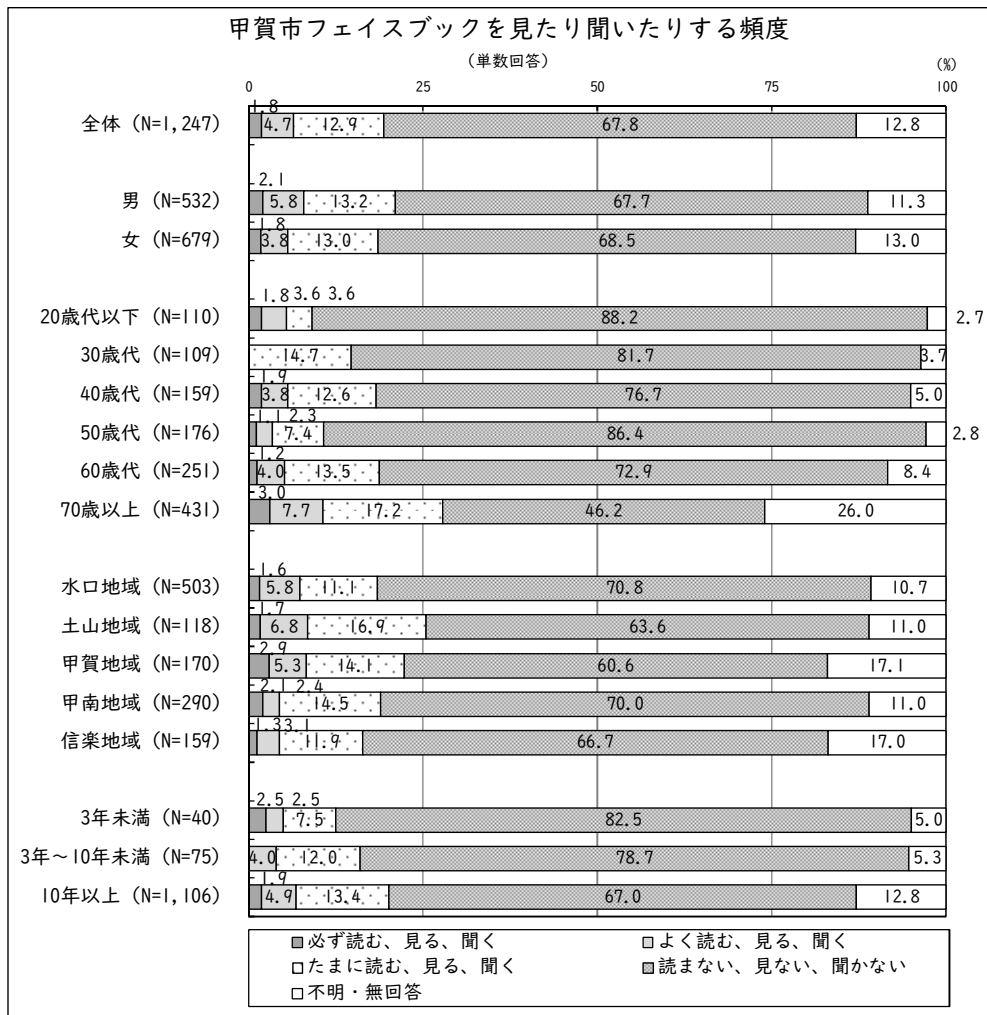 甲賀市フェイスブックを見たり聞いたりする頻度
(単数回答)
(%)
0 25 50 75 100
全体 (N=1,247) 1.8 4.7 12.9 67.8 12.8
男 (N=532) 2.1 5.8 13.2 67.7 11.3
女 (N=679) 1.8 3.8 13.0 68.5 13.0
20歳代以下 (N=110) 1.8 3.6 3.6 88.2 2.7
30歳代 (N=109) 14.7 81.7 3.7
40歳代 (N=159) 1.9 3.8 12.6 76.7 5.0
50歳代 (N=176) 1.1 2.3 7.4 86.4 2.8
60歳代 (N=251) 1.2 4.0 13.5 72.9 8.4
70歳以上 (N=431) 3.0 7.7 17.2 46.2 26.0
水口地域 (N=503) 1.6 5.8 11.1 70.8 10.7
土山地域 (N=118) 1.7 6.8 16.9 63.6 11.0
甲賀地域 (N=170) 2.9 5.3 14.1 60.6 17.1
甲南地域 (N=290) 2.1 2.4 14.5 70.0 11.0
信楽地域 (N=159) 1.3 3.1 11.9 66.7 17.0
3年未満 (N=40) 2.5 2.5 7.5 82.5 5.0
3年～10年未満 (N=75) 4.0 12.0 78.7 5.3
10年以上 (N=1,106) 1.9 4.9 13.4 67.0 12.8
必ず読む、見る、聞く よく読む、見る、聞く
たまに読む、見る、聞く 読まない、見ない、聞かない
不明・無回答